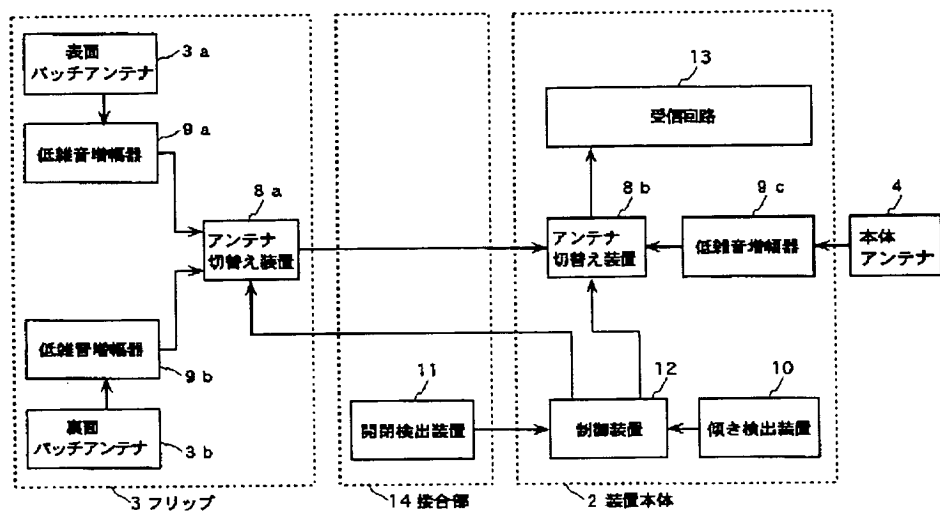 表面
パッチアンテナ
3a
低雑音増幅器
9a
アンテナ
切替え装置
8a
低雑音増幅器
9b
裏面
パッチアンテナ
3b
3 フリップ
開閉検出装置
11
14 接合部
受信回路
13
アンテナ
切替え装置
8b
低雑音増幅器
9c
本体
アンテナ
4
制御装置
12
傾き検出装置
10
2 装置本体